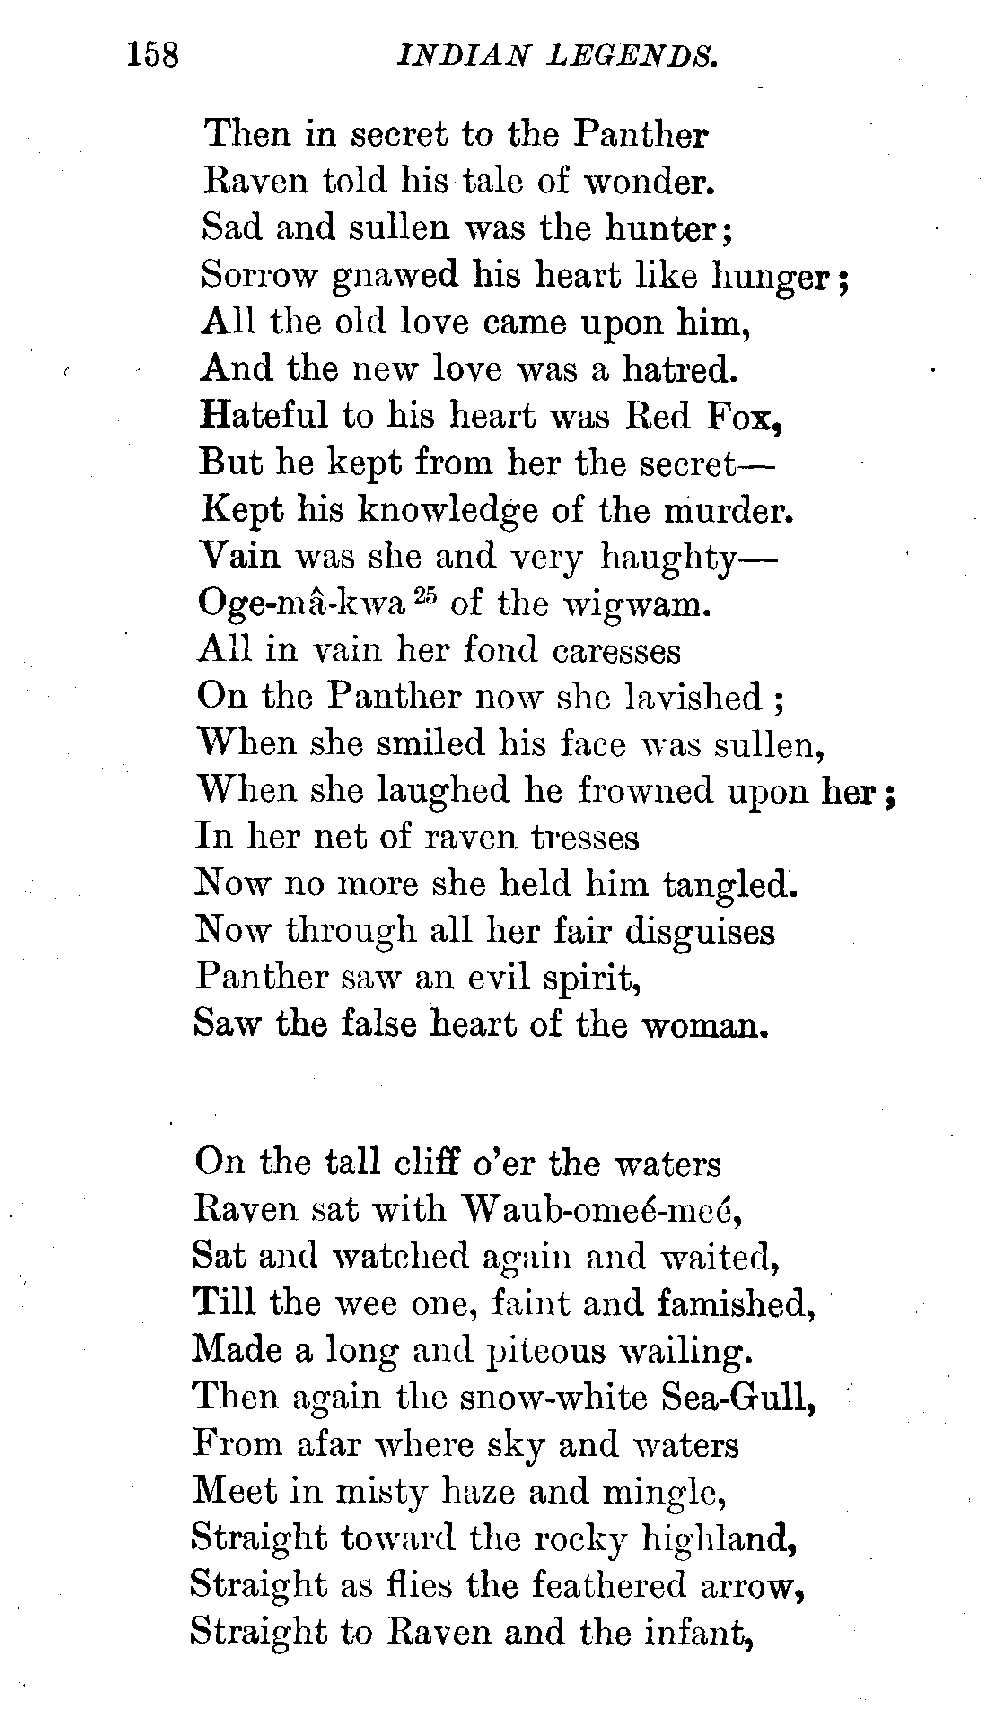 158 INDIAN LEGENDS.
Then in secret to the Panther
Raven told his tale of wonder.
Sad and sullen was the hunter;
Sorrow gnawed his heart like hunger;
All the old love came upon him,
And the new love was a hatred.
Hateful to his heart was Red Fox,
But he kept from her the secret—
Kept his knowledge of the murder.
Vain was she and very haughty—
Oge-mâ-kwa ²⁵ of the wigwam.
All in vain her fond caresses
On the Panther now she lavished;
When she smiled his face was sullen,
When she laughed he frowned upon her;
In her net of raven tresses
Now no more she held him tangled.
Now through all her fair disguises
Panther saw an evil spirit,
Saw the false heart of the woman.
On the tall cliff o'er the waters
Raven sat with Waub-omeé-meé,
Sat and watched again and waited,
Till the wee one, faint and famished,
Made a long and piteous wailing.
Then again the snow-white Sea-Gull,
From afar where sky and waters
Meet in misty haze and mingle,
Straight toward the rocky highland,
Straight as flies the feathered arrow,
Straight to Raven and the infant,